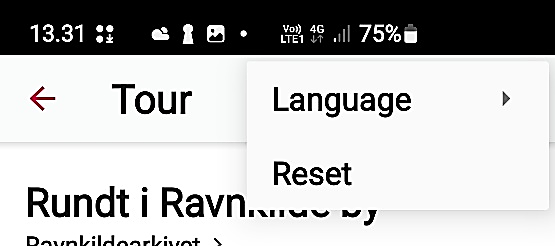 13.31 Vo) 4G LTE1 75%
Tour
Language
Reset
Rundt i Ravnkilde by
Ravnkildearkivet >